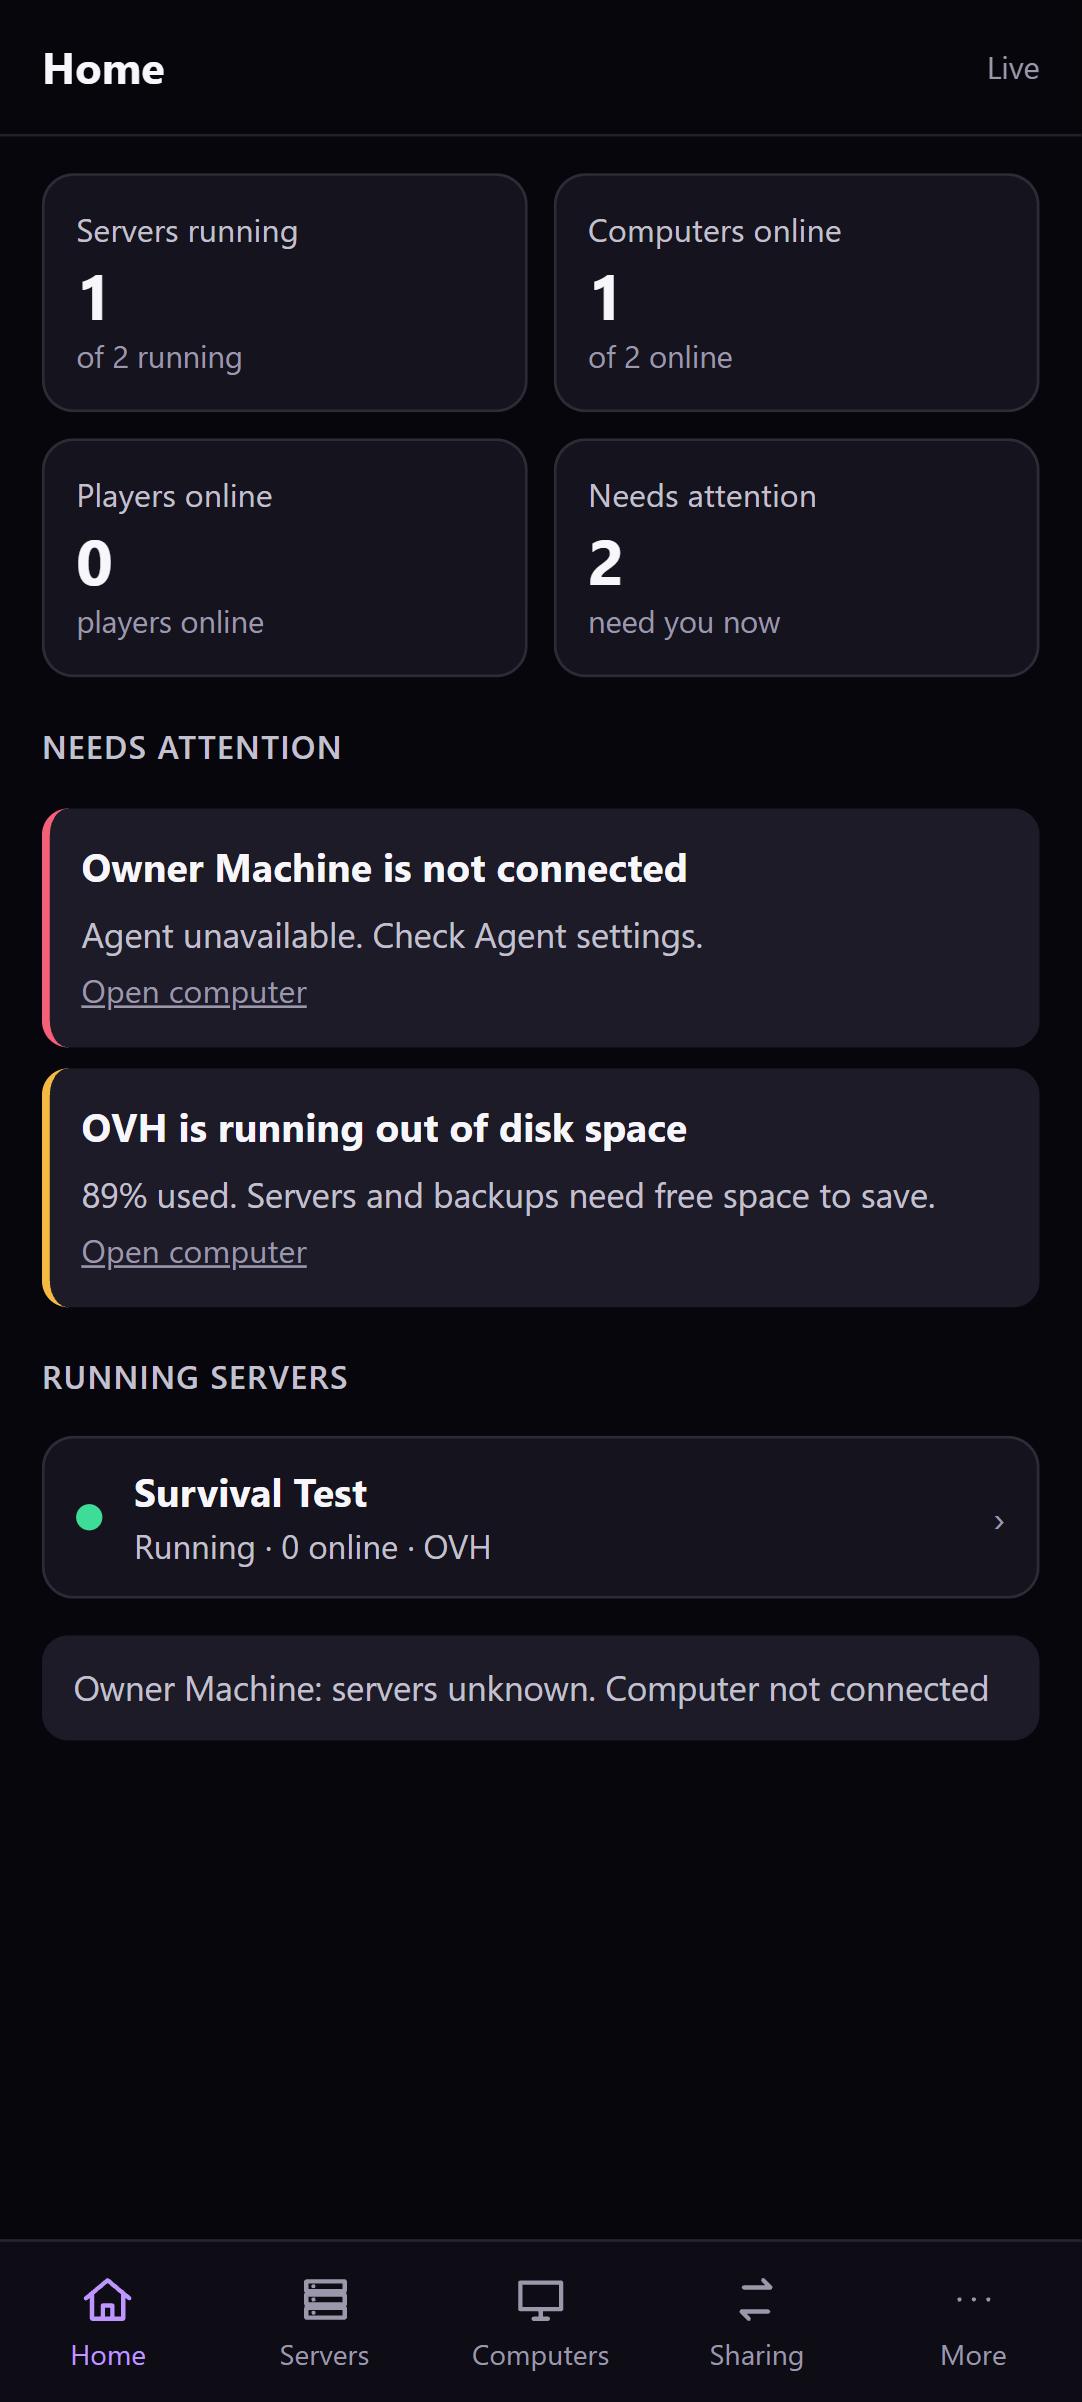 Home
Live
Servers running
1
of 2 running
Computers online
1
of 2 online
Players online
0
players online
Needs attention
2
need you now
NEEDS ATTENTION
Owner Machine is not connected
Agent unavailable. Check Agent settings.
Open computer
OVH is running out of disk space
89% used. Servers and backups need free space to save.
Open computer
RUNNING SERVERS
Survival Test
Running · 0 online · OVH
Owner Machine: servers unknown. Computer not connected
Home
Servers
Computers
Sharing
More